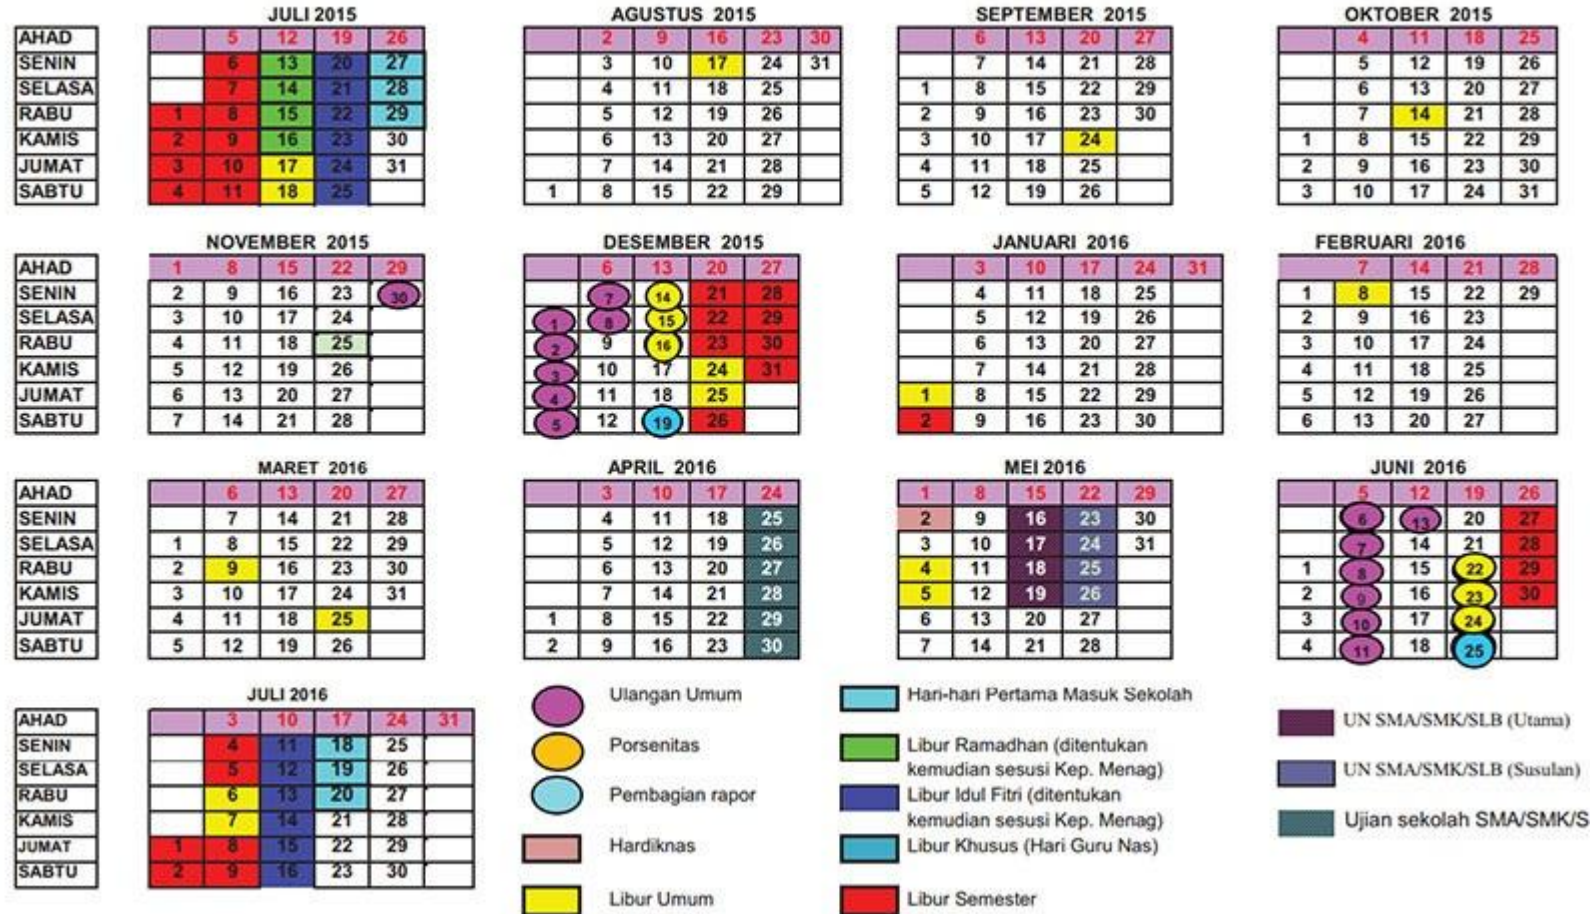 JULI 2015 AGUSTUS 2015 SEPTEMBER 2015 OKTOBER 2015
AHAD 5 12 19 26 2 9 16 23 30 6 13 20 27 4 11 18 25
SENIN 6 13 20 27 3 10 17 24 31 7 14 21 28 5 12 19 26
SELASA 7 14 21 28 4 11 18 25 1 8 15 22 29 6 13 20 27
RABU 1 8 15 22 29 5 12 19 26 2 9 16 23 30 7 14 21 28
KAMIS 2 9 16 23 30 6 13 20 27 3 10 17 24 1 8 15 22 29
JUMAT 3 10 17 24 31 7 14 21 28 4 11 18 25 2 9 16 23 30
SABTU 4 11 18 25 1 8 15 22 29 5 12 19 26 3 10 17 24 31
NOVEMBER 2015 DESEMBER 2015 JANUARI 2016 FEBRUARI 2016
AHAD 1 8 15 22 29 6 13 20 27 3 10 17 24 31 7 14 21 28
SENIN 2 9 16 23 30 7 14 21 28 4 11 18 25 1 8 15 22 29
SELASA 3 10 17 24 1 8 15 22 29 5 12 19 26 2 9 16 23
RABU 4 11 18 25 2 9 16 23 30 6 13 20 27 3 10 17 24
KAMIS 5 12 19 26 3 10 17 24 31 7 14 21 28 4 11 18 25
JUMAT 6 13 20 27 4 11 18 25 1 8 15 22 29 5 12 19 26
SABTU 7 14 21 28 5 12 19 26 2 9 16 23 30 6 13 20 27
MARET 2016 APRIL 2016 MEI 2016 JUNI 2016
AHAD 6 13 20 27 3 10 17 24 1 8 15 22 29 5 12 19 26
SENIN 7 14 21 28 4 11 18 25 2 9 16 23 30 6 13 20 27
SELASA 1 8 15 22 29 5 12 19 26 3 10 17 24 31 7 14 21 28
RABU 2 9 16 23 30 6 13 20 27 4 11 18 25 1 8 15 22 29
KAMIS 3 10 17 24 31 7 14 21 28 5 12 19 26 2 9 16 23 30
JUMAT 4 11 18 25 1 8 15 22 29 6 13 20 27 3 10 17 24
SABTU 5 12 19 26 2 9 16 23 30 7 14 21 28 4 11 18 25
JULI 2016
AHAD 3 10 17 24 31
SENIN 4 11 18 25
SELASA 5 12 19 26
RABU 6 13 20 27
KAMIS 7 14 21 28
JUMAT 1 8 15 22 29
SABTU 2 9 16 23 30
Ulangan Umum
Porsenitas
Pembagian rapor
Hardiknas
Libur Umum
Hari-hari Pertama Masuk Sekolah
Libur Ramadhan (ditentukan
kemudian sesusi Kep. Menag)
Libur Idul Fitri (ditentukan
kemudian sesusi Kep. Menag)
Libur Khusus (Hari Guru Nas)
Libur Semester
UN SMA/SMK/SLB (Utama)
UN SMA/SMK/SLB (Susulan)
Ujian sekolah SMA/SMK/S